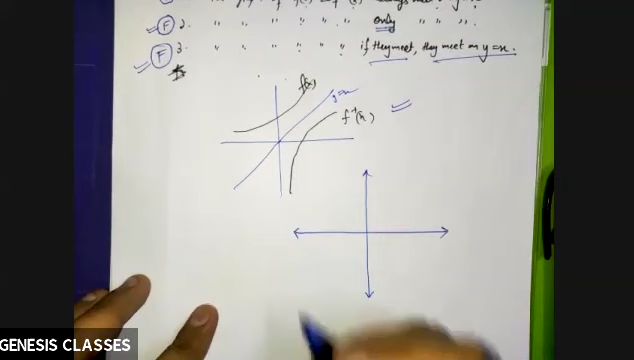 F 2. " " " " " " only " " ".
F 3. " " " " " " if they meet, they meet on y=x.
f(x)
y=x
f⁻¹(x)
GENESIS CLASSES